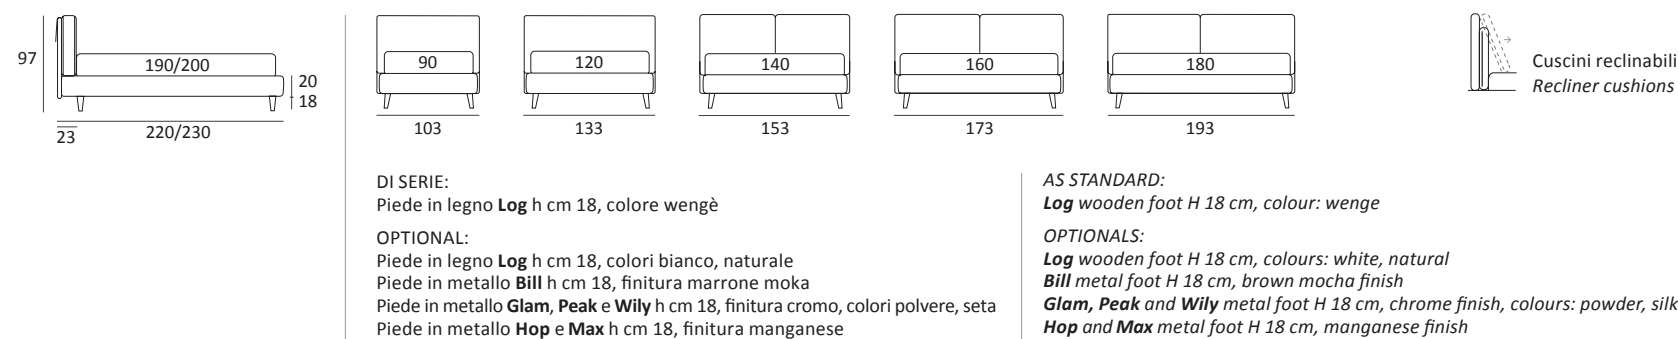 97
190/200
20
18
23
220/230
90
103
120
133
140
153
160
173
180
193
Cuscini reclinabili
Recliner cushions
DI SERIE:
Piede in legno Log h cm 18, colore wengè
OPTIONAL:
Piede in legno Log h cm 18, colori bianco, naturale
Piede in metallo Bill h cm 18, finitura marrone moka
Piede in metallo Glam, Peak e Wily h cm 18, finitura cromo, colori polvere, seta
Piede in metallo Hop e Max h cm 18, finitura manganese
AS STANDARD:
Log wooden foot H 18 cm, colour: wenge
OPTIONALS:
Log wooden foot H 18 cm, colours: white, natural
Bill metal foot H 18 cm, brown mocha finish
Glam, Peak and Wily metal foot H 18 cm, chrome finish, colours: powder, silk
Hop and Max metal foot H 18 cm, manganese finish